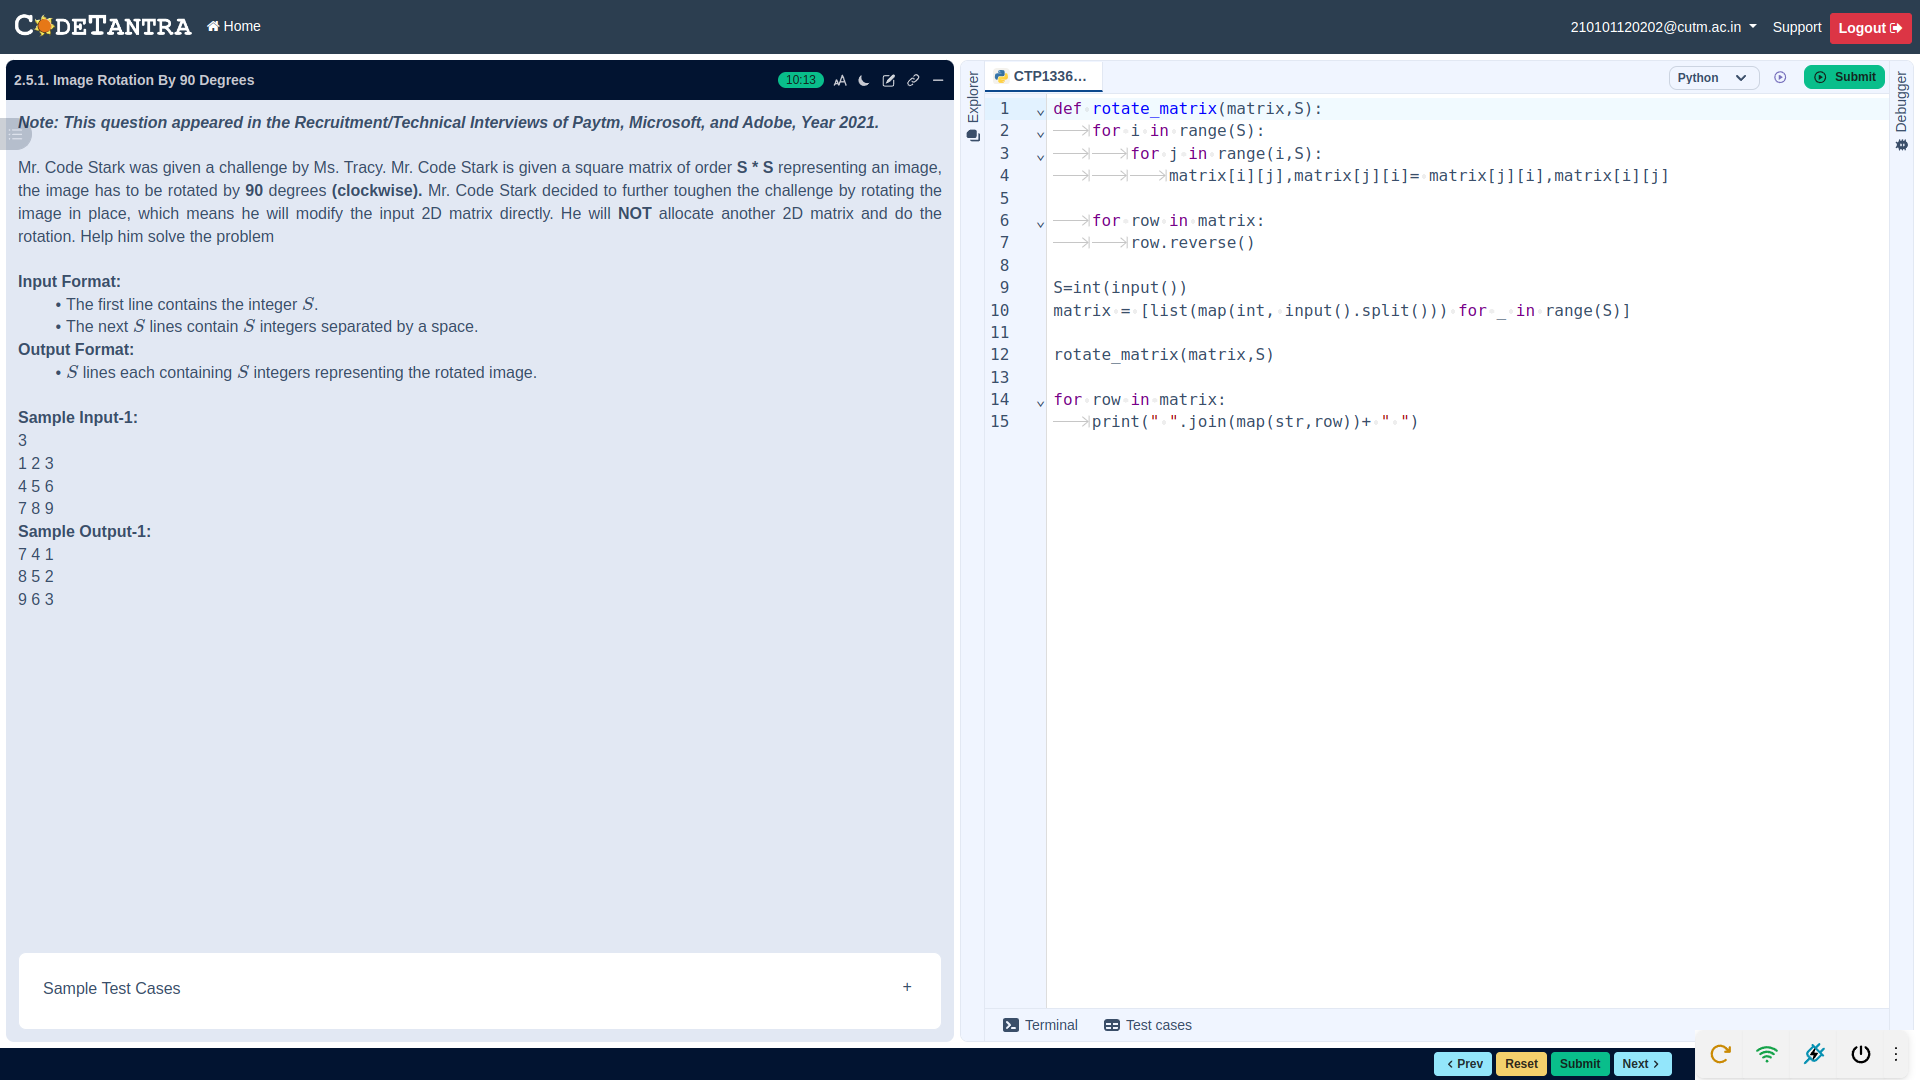 CODETANTRA Home 210101120202@cutm.ac.in Support Logout
2.5.1. Image Rotation By 90 Degrees 10:13
Note: This question appeared in the Recruitment/Technical Interviews of Paytm, Microsoft, and Adobe, Year 2021.
Mr. Code Stark was given a challenge by Ms. Tracy. Mr. Code Stark is given a square matrix of order S * S representing an image,
the image has to be rotated by 90 degrees (clockwise). Mr. Code Stark decided to further toughen the challenge by rotating the
image in place, which means he will modify the input 2D matrix directly. He will NOT allocate another 2D matrix and do the
rotation. Help him solve the problem
Input Format:
• The first line contains the integer S.
• The next S lines contain S integers separated by a space.
Output Format:
• S lines each containing S integers representing the rotated image.
Sample Input-1:
3
1 2 3
4 5 6
7 8 9
Sample Output-1:
7 4 1
8 5 2
9 6 3
Sample Test Cases +
Explorer
CTP1336... Python Submit
Debugger
1 def rotate_matrix(matrix,S):
2 for i in range(S):
3 for j in range(i,S):
4 matrix[i][j],matrix[j][i]= matrix[j][i],matrix[i][j]
5
6 for row in matrix:
7 row.reverse()
8
9 S=int(input())
10 matrix = [list(map(int, input().split())) for _ in range(S)]
11
12 rotate_matrix(matrix,S)
13
14 for row in matrix:
15 print(" ".join(map(str,row))+ " ")
Terminal Test cases
Prev Reset Submit Next